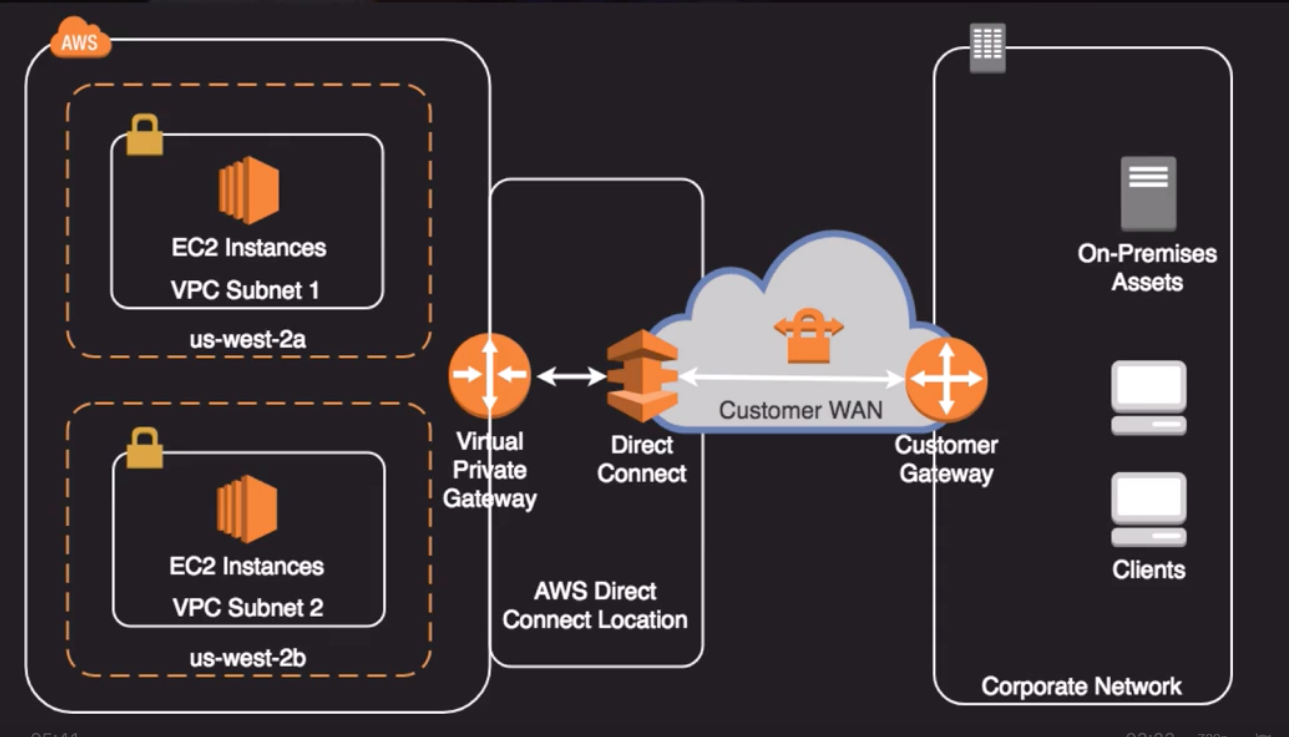 AWS
EC2 Instances
VPC Subnet 1
us-west-2a
EC2 Instances
VPC Subnet 2
us-west-2b
Virtual
Private
Gateway
Direct
Connect
AWS Direct
Connect Location
Customer WAN
Customer
Gateway
On-Premises
Assets
Clients
Corporate Network